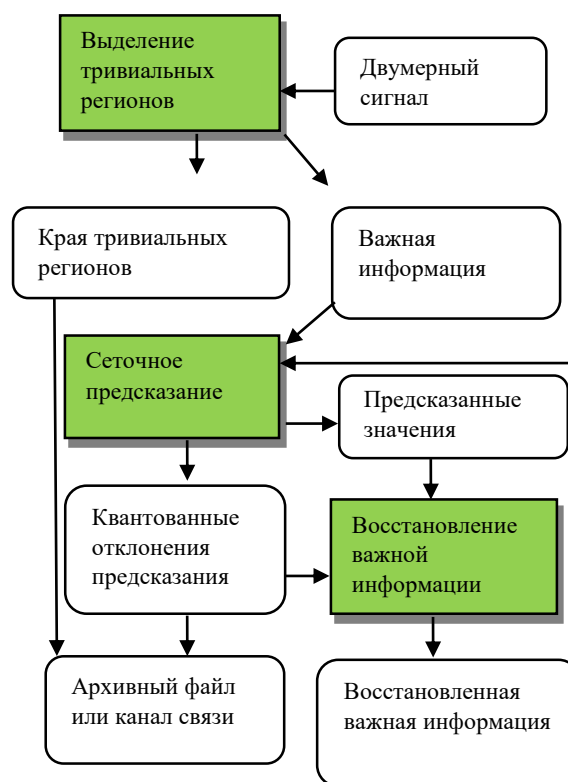 Выделение
тривиальных
регионов
Двумерный
сигнал
Края тривиальных
регионов
Важная
информация
Сеточное
предсказание
Предсказанные
значения
Квантованные
отклонения
предсказания
Восстановление
важной
информации
Архивный файл
или канал связи
Восстановленная
важная информация